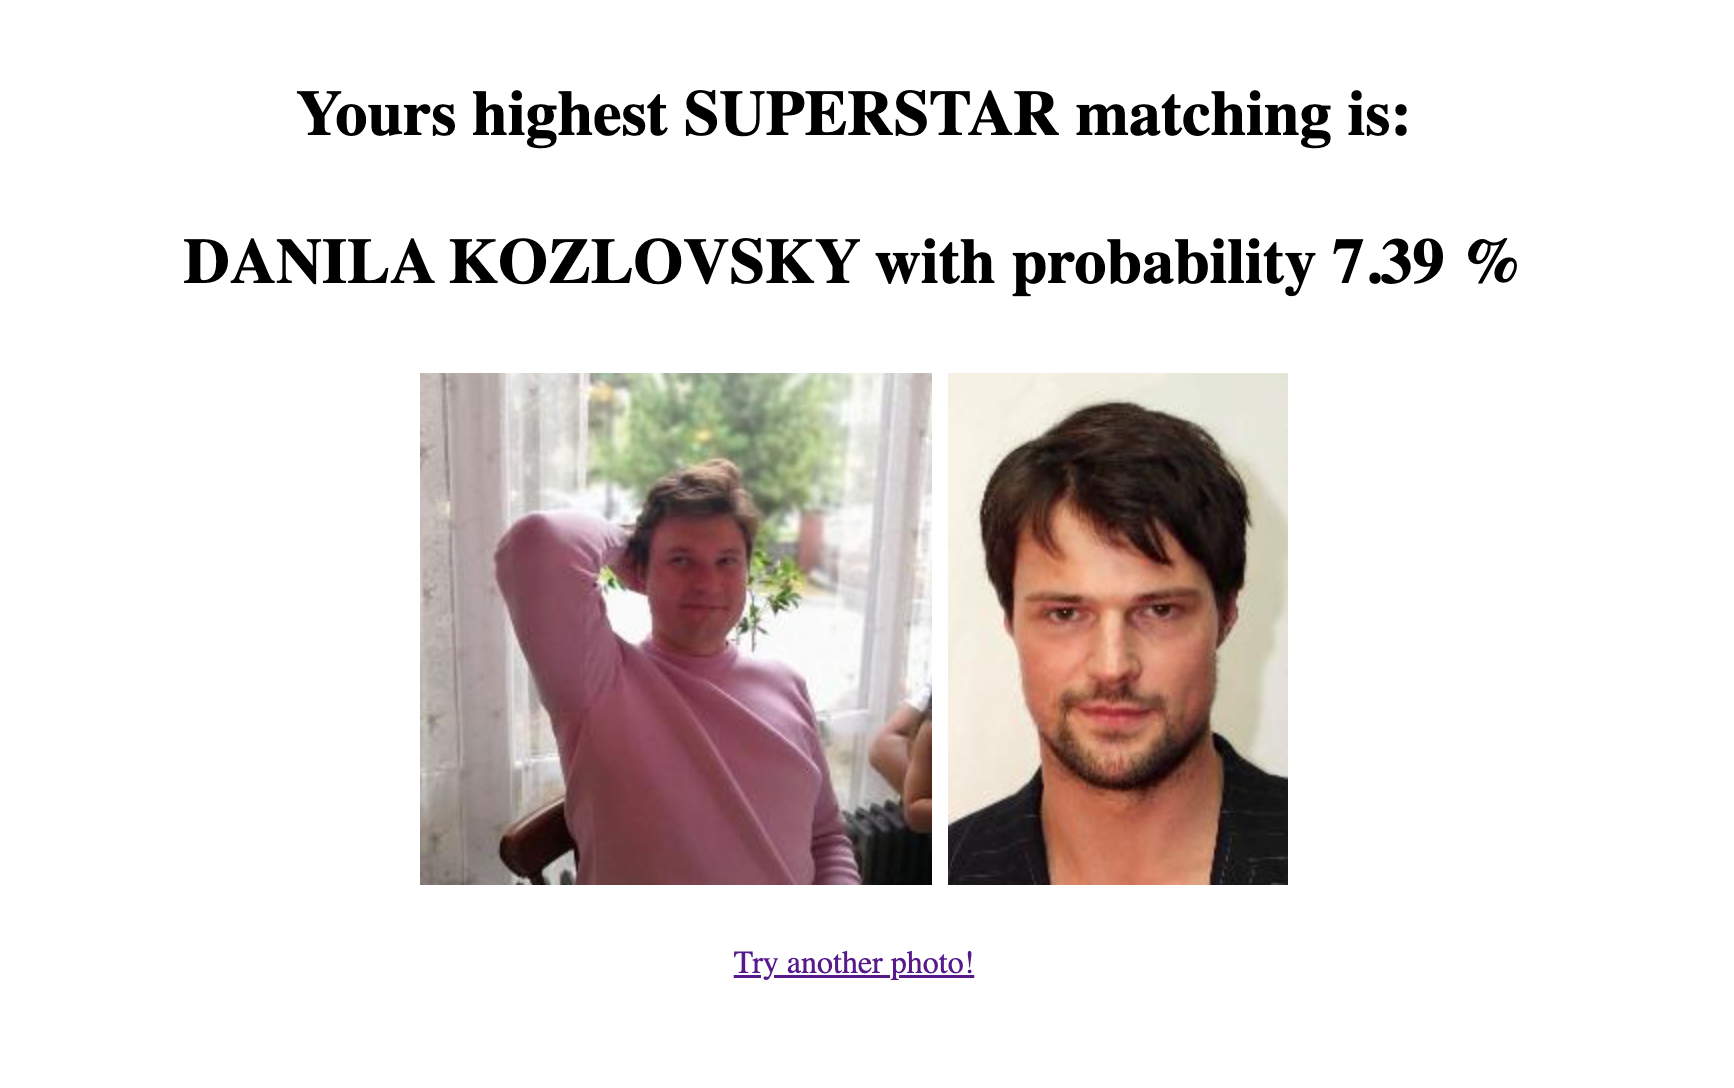 Yours highest SUPERSTAR matching is:
DANILA KOZLOVSKY with probability 7.39 %
Try another photo!